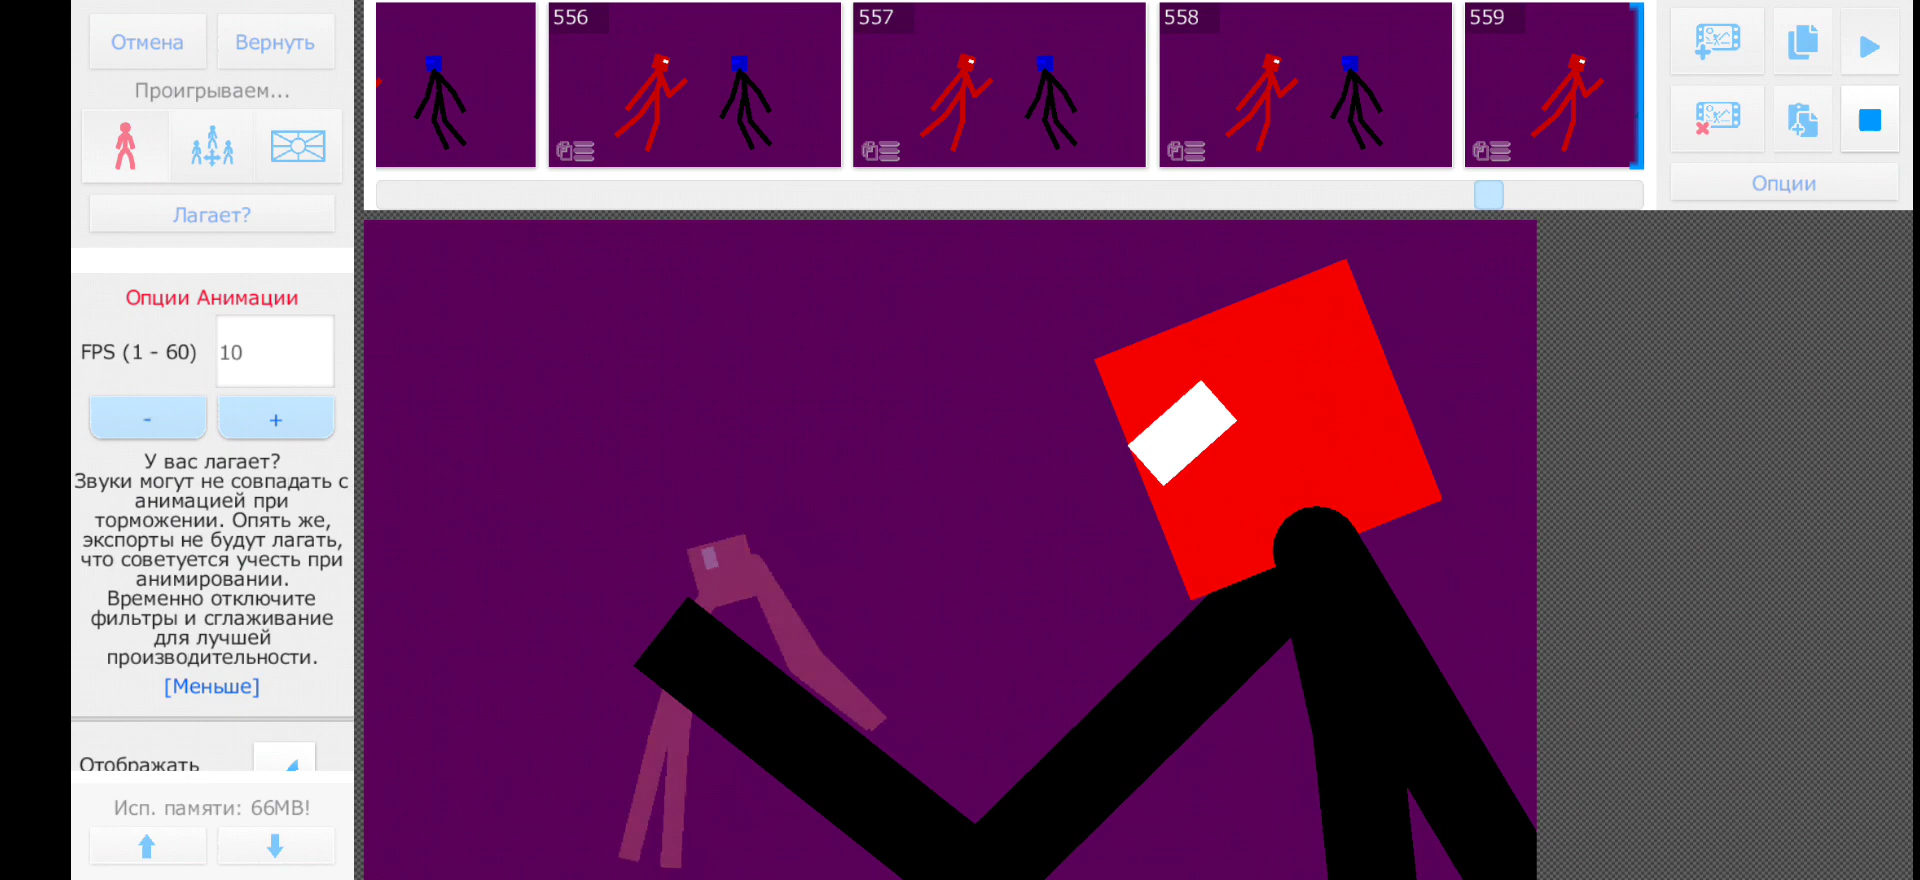 Отмена
Вернуть
Проигрываем...
Лагает?
556
557
558
559
Опции
Опции Анимации
FPS (1 - 60)
10
-
+
У вас лагает?
Звуки могут не совпадать с
анимацией при
торможении. Опять же,
экспорты не будут лагать,
что советуется учесть при
анимировании.
Временно отключите
фильтры и сглаживание
для лучшей
производительности.
[Меньше]
Отображать
Исп. памяти: 66MB!